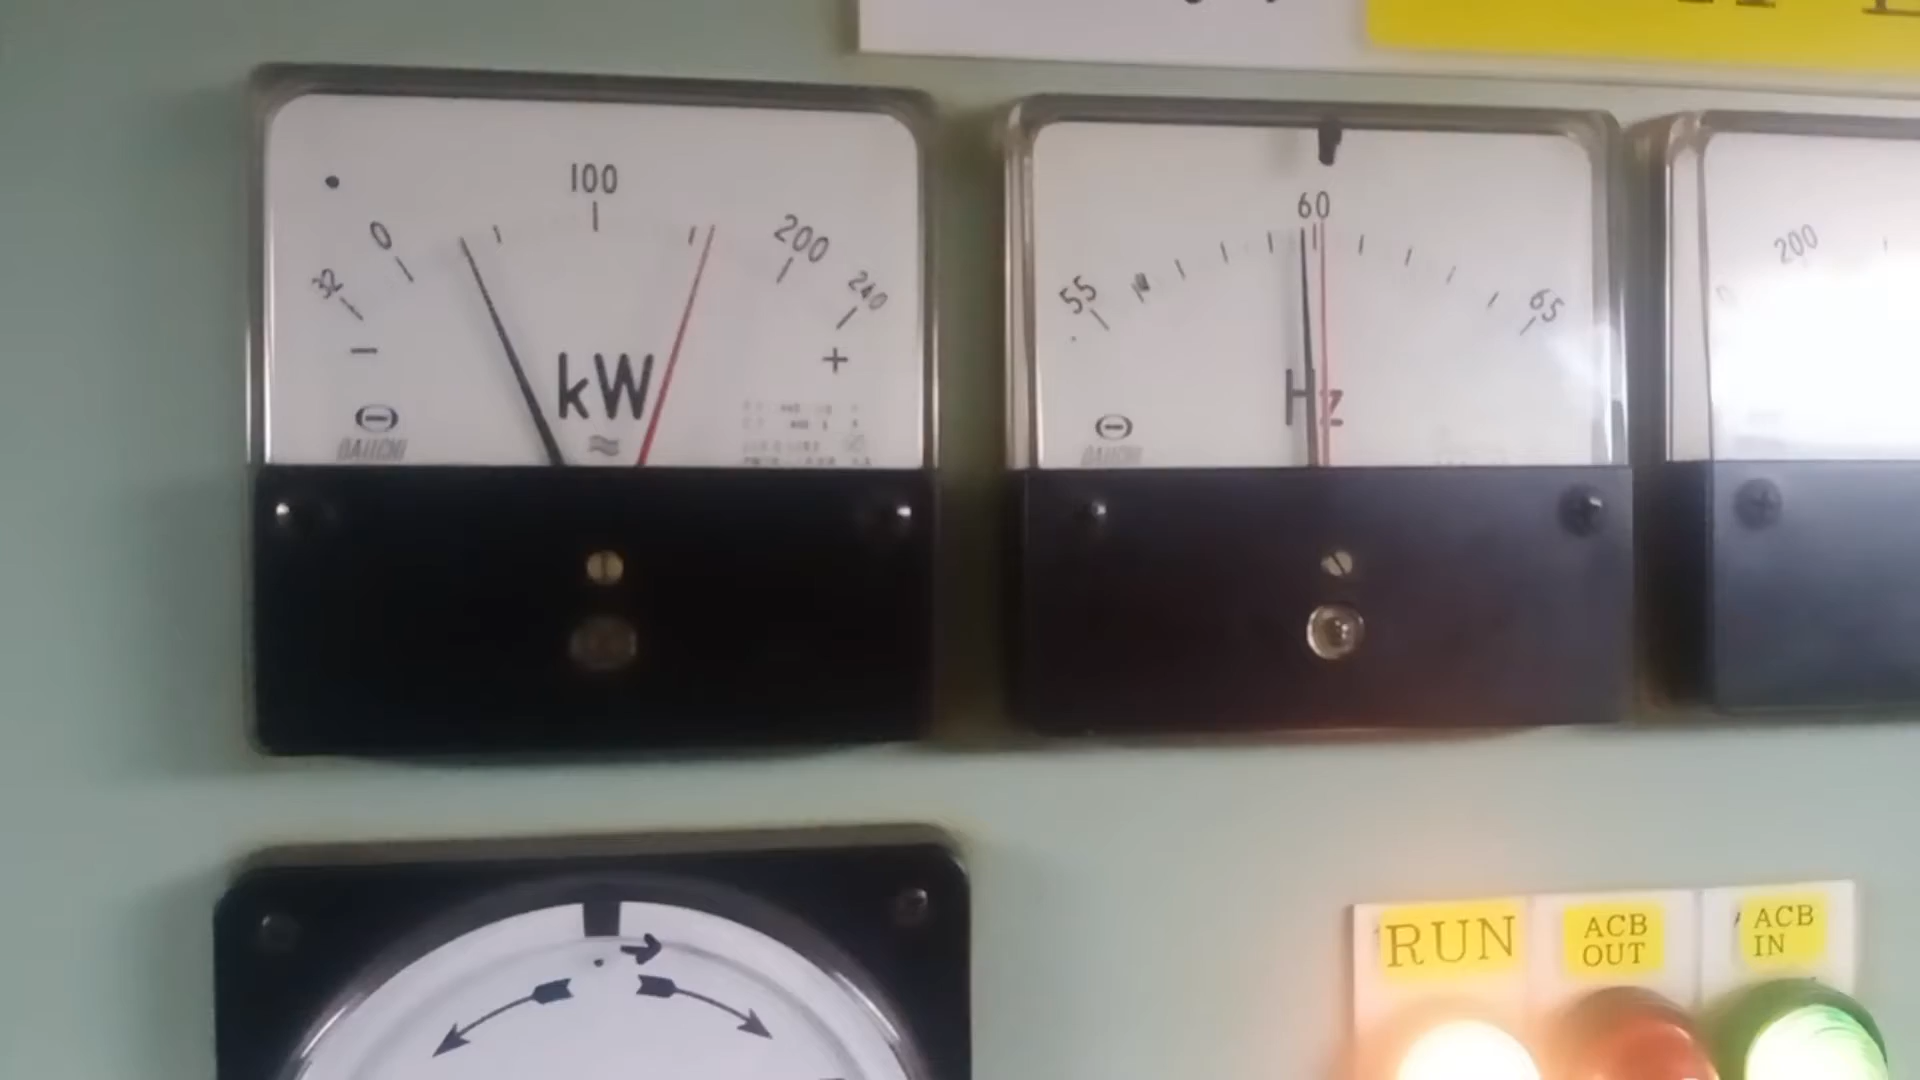 100
0
200
32
240
kW
DAIICHI
60
55
65
Hz
DAIICHI
200
RUN
ACB
OUT
ACB
IN